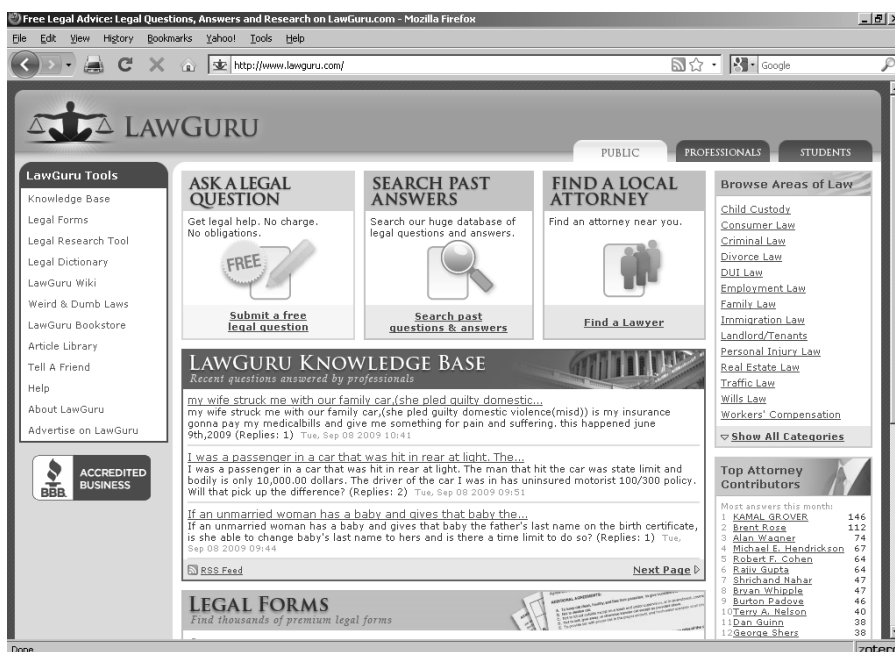 Free Legal Advice: Legal Questions, Answers and Research on LawGuru.com - Mozilla Firefox
File Edit View History Bookmarks Yahoo! Tools Help
http://www.lawguru.com/
Google
LAWGURU
PUBLIC
PROFESSIONALS
STUDENTS
LawGuru Tools
Knowledge Base
Legal Forms
Legal Research Tool
Legal Dictionary
LawGuru Wiki
Weird & Dumb Laws
LawGuru Bookstore
Article Library
Tell A Friend
Help
About LawGuru
Advertise on LawGuru
BBB.
ACCREDITED
BUSINESS
ASK A LEGAL
QUESTION
Get legal help. No charge.
No obligations.
FREE
Submit a free
legal question
SEARCH PAST
ANSWERS
Search our huge database of
legal questions and answers.
Search past
questions & answers
FIND A LOCAL
ATTORNEY
Find an attorney near you.
Find a Lawyer
LAWGURU KNOWLEDGE BASE
Recent questions answered by professionals
my wife struck me with our family car,(she pled guilty domestic...
my wife struck me with our family car,(she pled guilty domestic violence(misd)) is my insurance
gonna pay my medicalbills and give me something for pain and suffering. this happened june
9th,2009 (Replies: 1) Tue, Sep 08 2009 10:41
I was a passenger in a car that was hit in rear at light. The...
I was a passenger in a car that was hit in rear at light. The man that hit the car was state limit and
bodily is only 10,000.00 dollars. The driver of the car I was in has uninsured motorist 100/300 policy.
Will that pick up the difference? (Replies: 2) Tue, Sep 08 2009 09:51
If an unmarried woman has a baby and gives that baby the...
If an unmarried woman has a baby and gives that baby the father's last name on the birth certificate,
is she able to change baby's last name to hers and is there a time limit to do so? (Replies: 1) Tue,
Sep 08 2009 09:44
RSS Feed
Next Page
LEGAL FORMS
Find thousands of premium legal forms
ADDITIONAL AGREEMENTS:
Browse Areas of Law
Child Custody
Consumer Law
Criminal Law
Divorce Law
DUI Law
Employment Law
Family Law
Immigration Law
Landlord/Tenants
Personal Injury Law
Real Estate Law
Traffic Law
Wills Law
Workers' Compensation
Show All Categories
Top Attorney
Contributors
Most answers this month:
1 KAMAL GROVER 146
2 Brent Rose 112
3 Alan Wagner 74
4 Michael E. Hendrickson 67
5 Robert F. Cohen 64
6 Rajiv Gupta 64
7 Shrichand Nahar 47
8 Bryan Whipple 47
9 Burton Padove 46
10 Terry A. Nelson 40
11 Dan Guinn 38
12 George Shers 38
Done